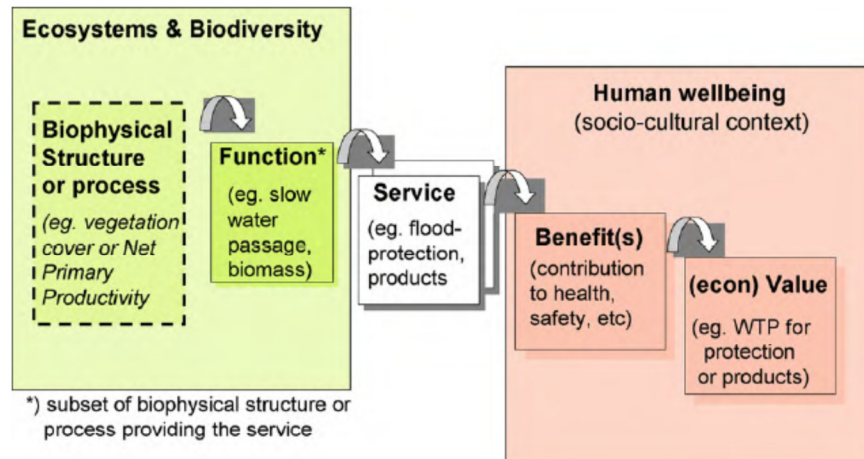 Ecosystems & Biodiversity
Biophysical
Structure
or process
(eg. vegetation
cover or Net
Primary
Productivity
Function*
(eg. slow
water
passage,
biomass)
Service
(eg. flood-
protection,
products
Human wellbeing
(socio-cultural context)
Benefit(s)
(contribution
to health,
safety, etc)
(econ) Value
(eg. WTP for
protection
or products)
*) subset of biophysical structure or
process providing the service